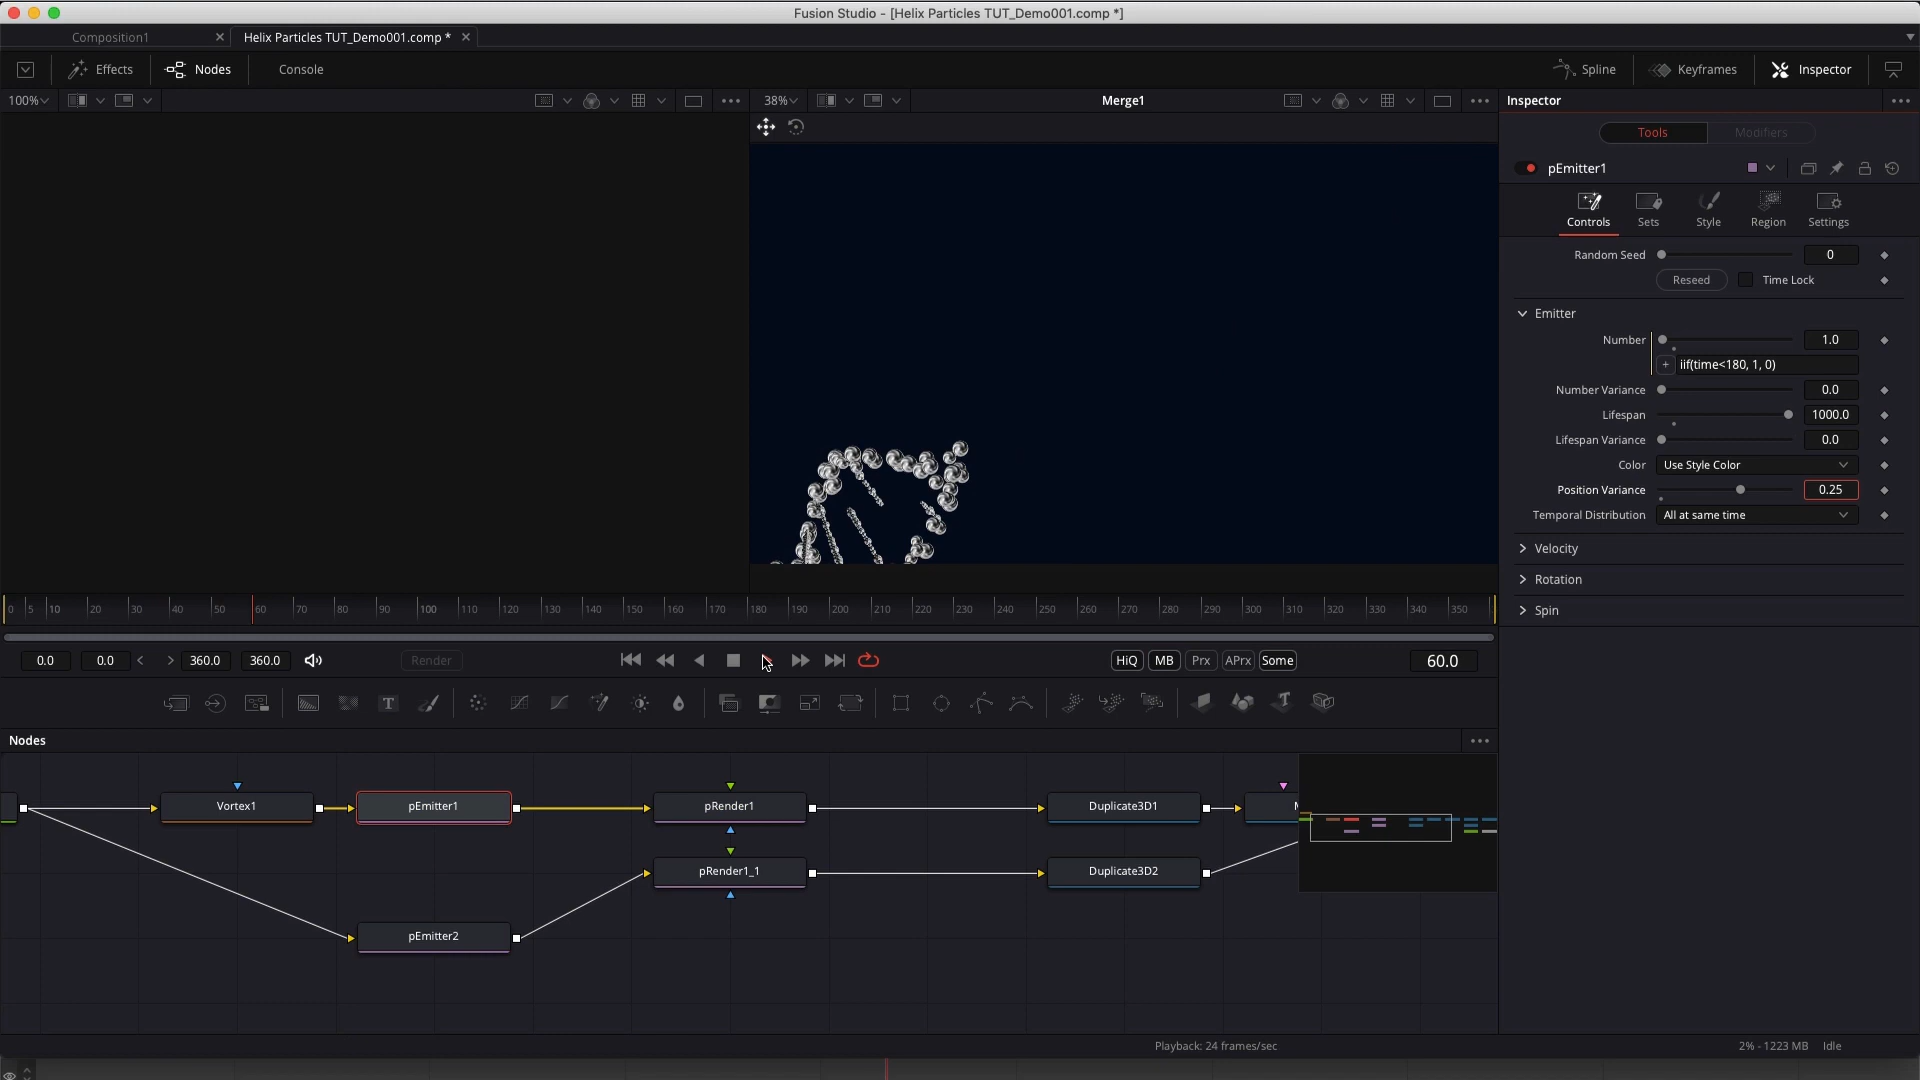 Fusion Studio - [Helix Particles TUT_Demo001.comp *]
Composition1
Helix Particles TUT_Demo001.comp *
Effects
Nodes
Console
Spline
Keyframes
Inspector
100%
38%
Merge1
Inspector
Tools
Modifiers
pEmitter1
Controls
Sets
Style
Region
Settings
Random Seed
0
Reseed
Time Lock
Emitter
Number
1.0
iif(time<180, 1, 0)
Number Variance
0.0
Lifespan
1000.0
Lifespan Variance
0.0
Color
Use Style Color
Position Variance
0.25
Temporal Distribution
All at same time
Velocity
Rotation
Spin
0 5 10 20 30 40 50 60 70 80 90 100 110 120 130 140 150 160 170 180 190 200 210 220 230 240 250 260 270 280 290 300 310 320 330 340 350
0.0
0.0
360.0
360.0
Render
HiQ
MB
Prx
APrx
Some
60.0
Nodes
Vortex1
pEmitter1
pRender1
Duplicate3D1
pRender1_1
Duplicate3D2
pEmitter2
Playback: 24 frames/sec
2% - 1223 MB
Idle